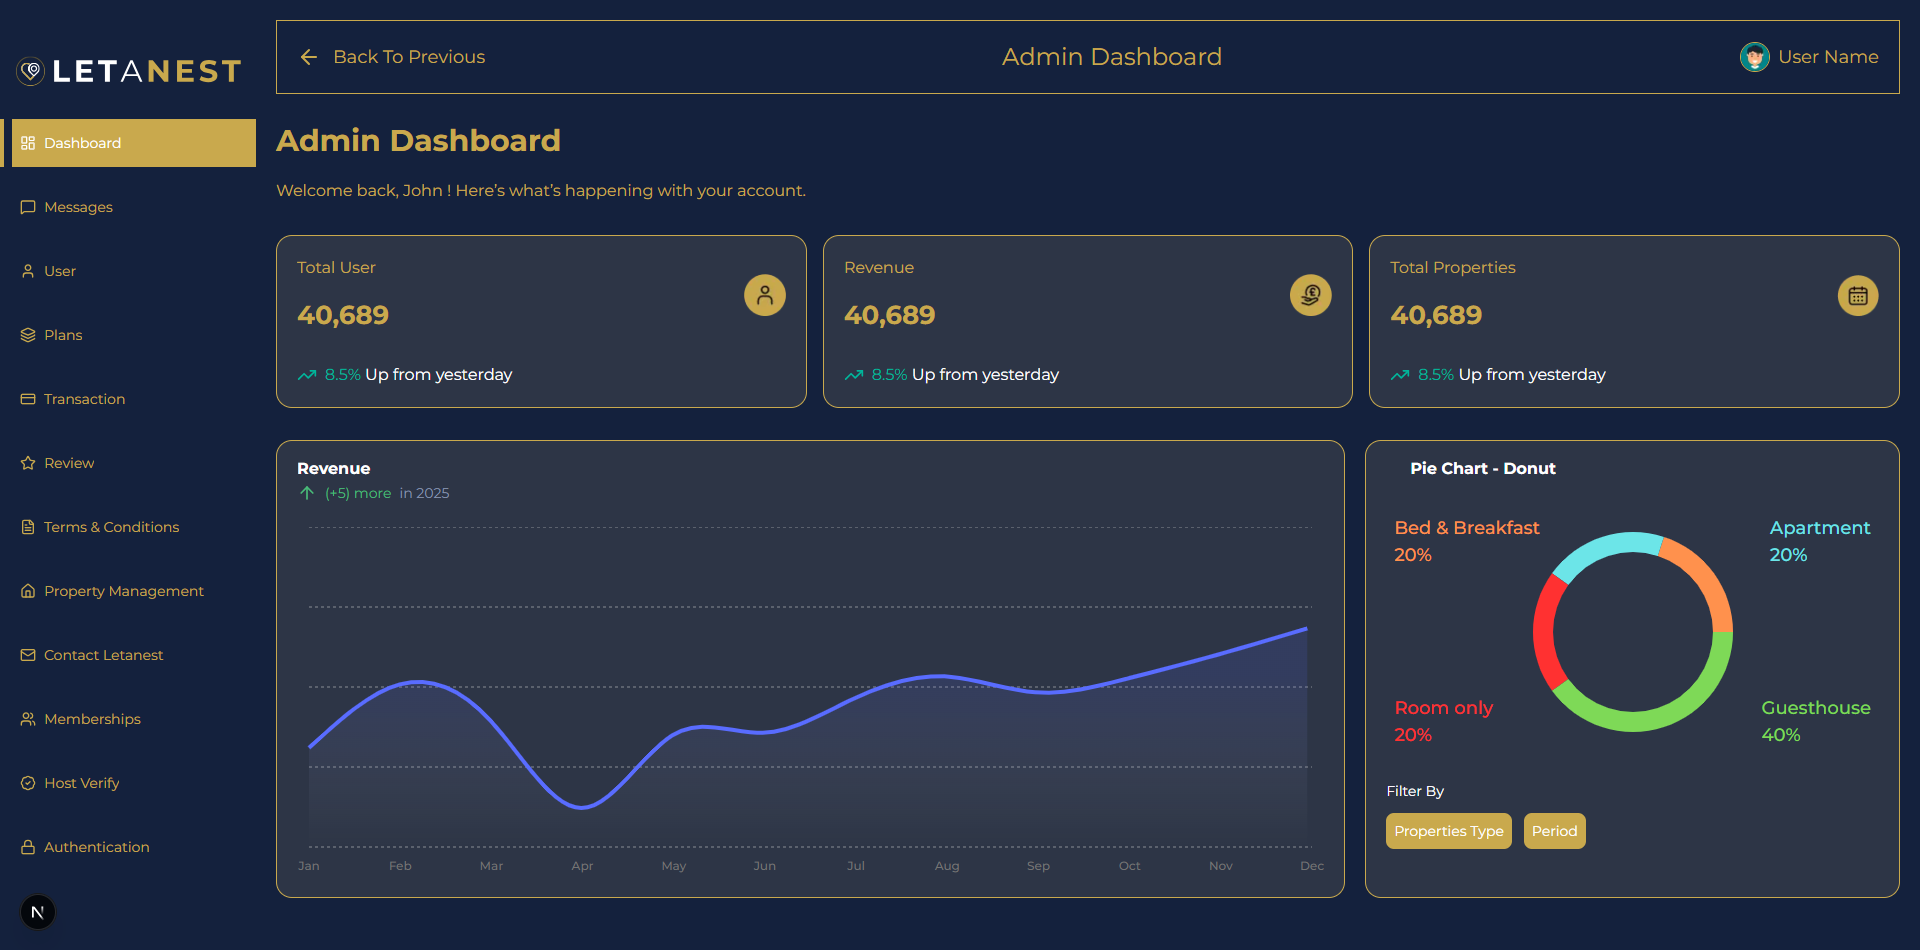 LETANEST
Back To Previous
Admin Dashboard
User Name
Dashboard
Messages
User
Plans
Transaction
Review
Terms & Conditions
Property Management
Contact Letanest
Memberships
Host Verify
Authentication
N
Admin Dashboard
Welcome back, John ! Here’s what’s happening with your account.
Total User
40,689
8.5% Up from yesterday
Revenue
40,689
8.5% Up from yesterday
Total Properties
40,689
8.5% Up from yesterday
Revenue
(+5) more in 2025
Jan Feb Mar Apr May Jun Jul Aug Sep Oct Nov Dec
Pie Chart - Donut
Bed & Breakfast
20%
Apartment
20%
Room only
20%
Guesthouse
40%
Filter By
Properties Type
Period